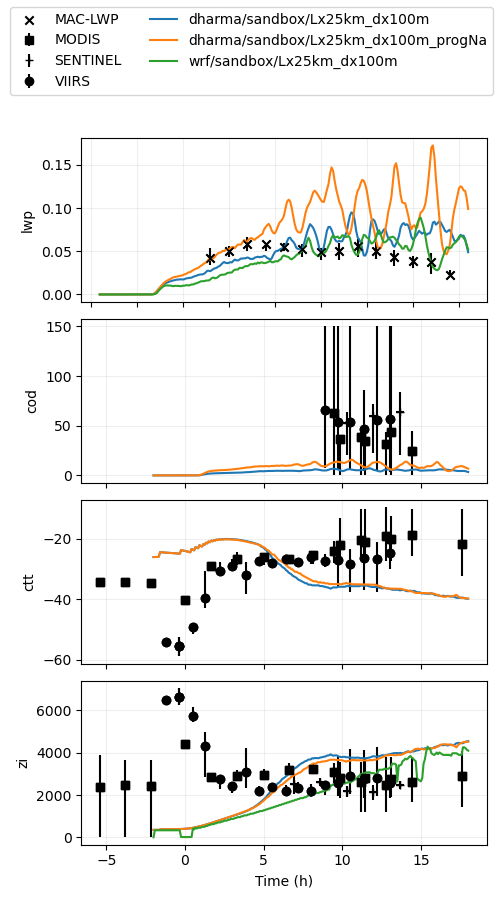 MAC-LWP
MODIS
SENTINEL
VIIRS
dharma/sandbox/Lx25km_dx100m
dharma/sandbox/Lx25km_dx100m_progNa
wrf/sandbox/Lx25km_dx100m
0.15
0.10
0.05
0.00
lwp
150
100
50
0
cod
−20
−40
−60
ctt
6000
4000
2000
0
zi
−5
0
5
10
15
Time (h)